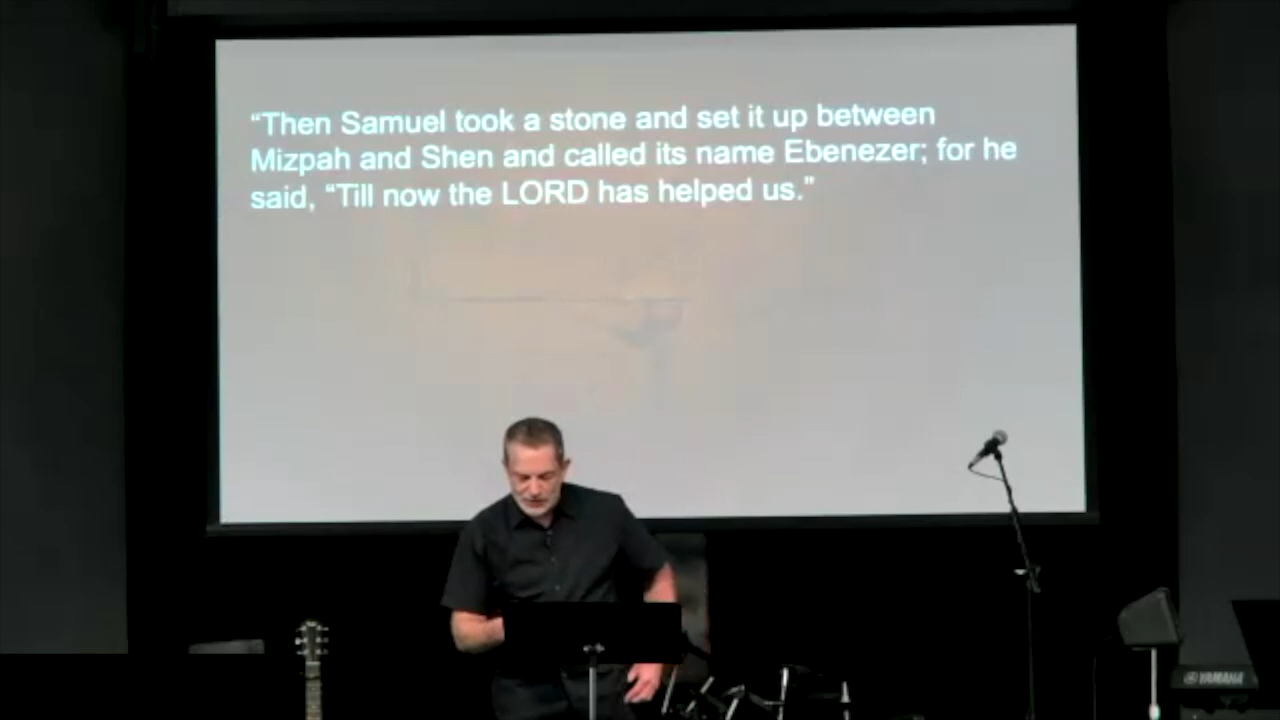 “Then Samuel took a stone and set it up between
Mizpah and Shen and called its name Ebenezer; for he
said, “Till now the LORD has helped us.”
YAMAHA